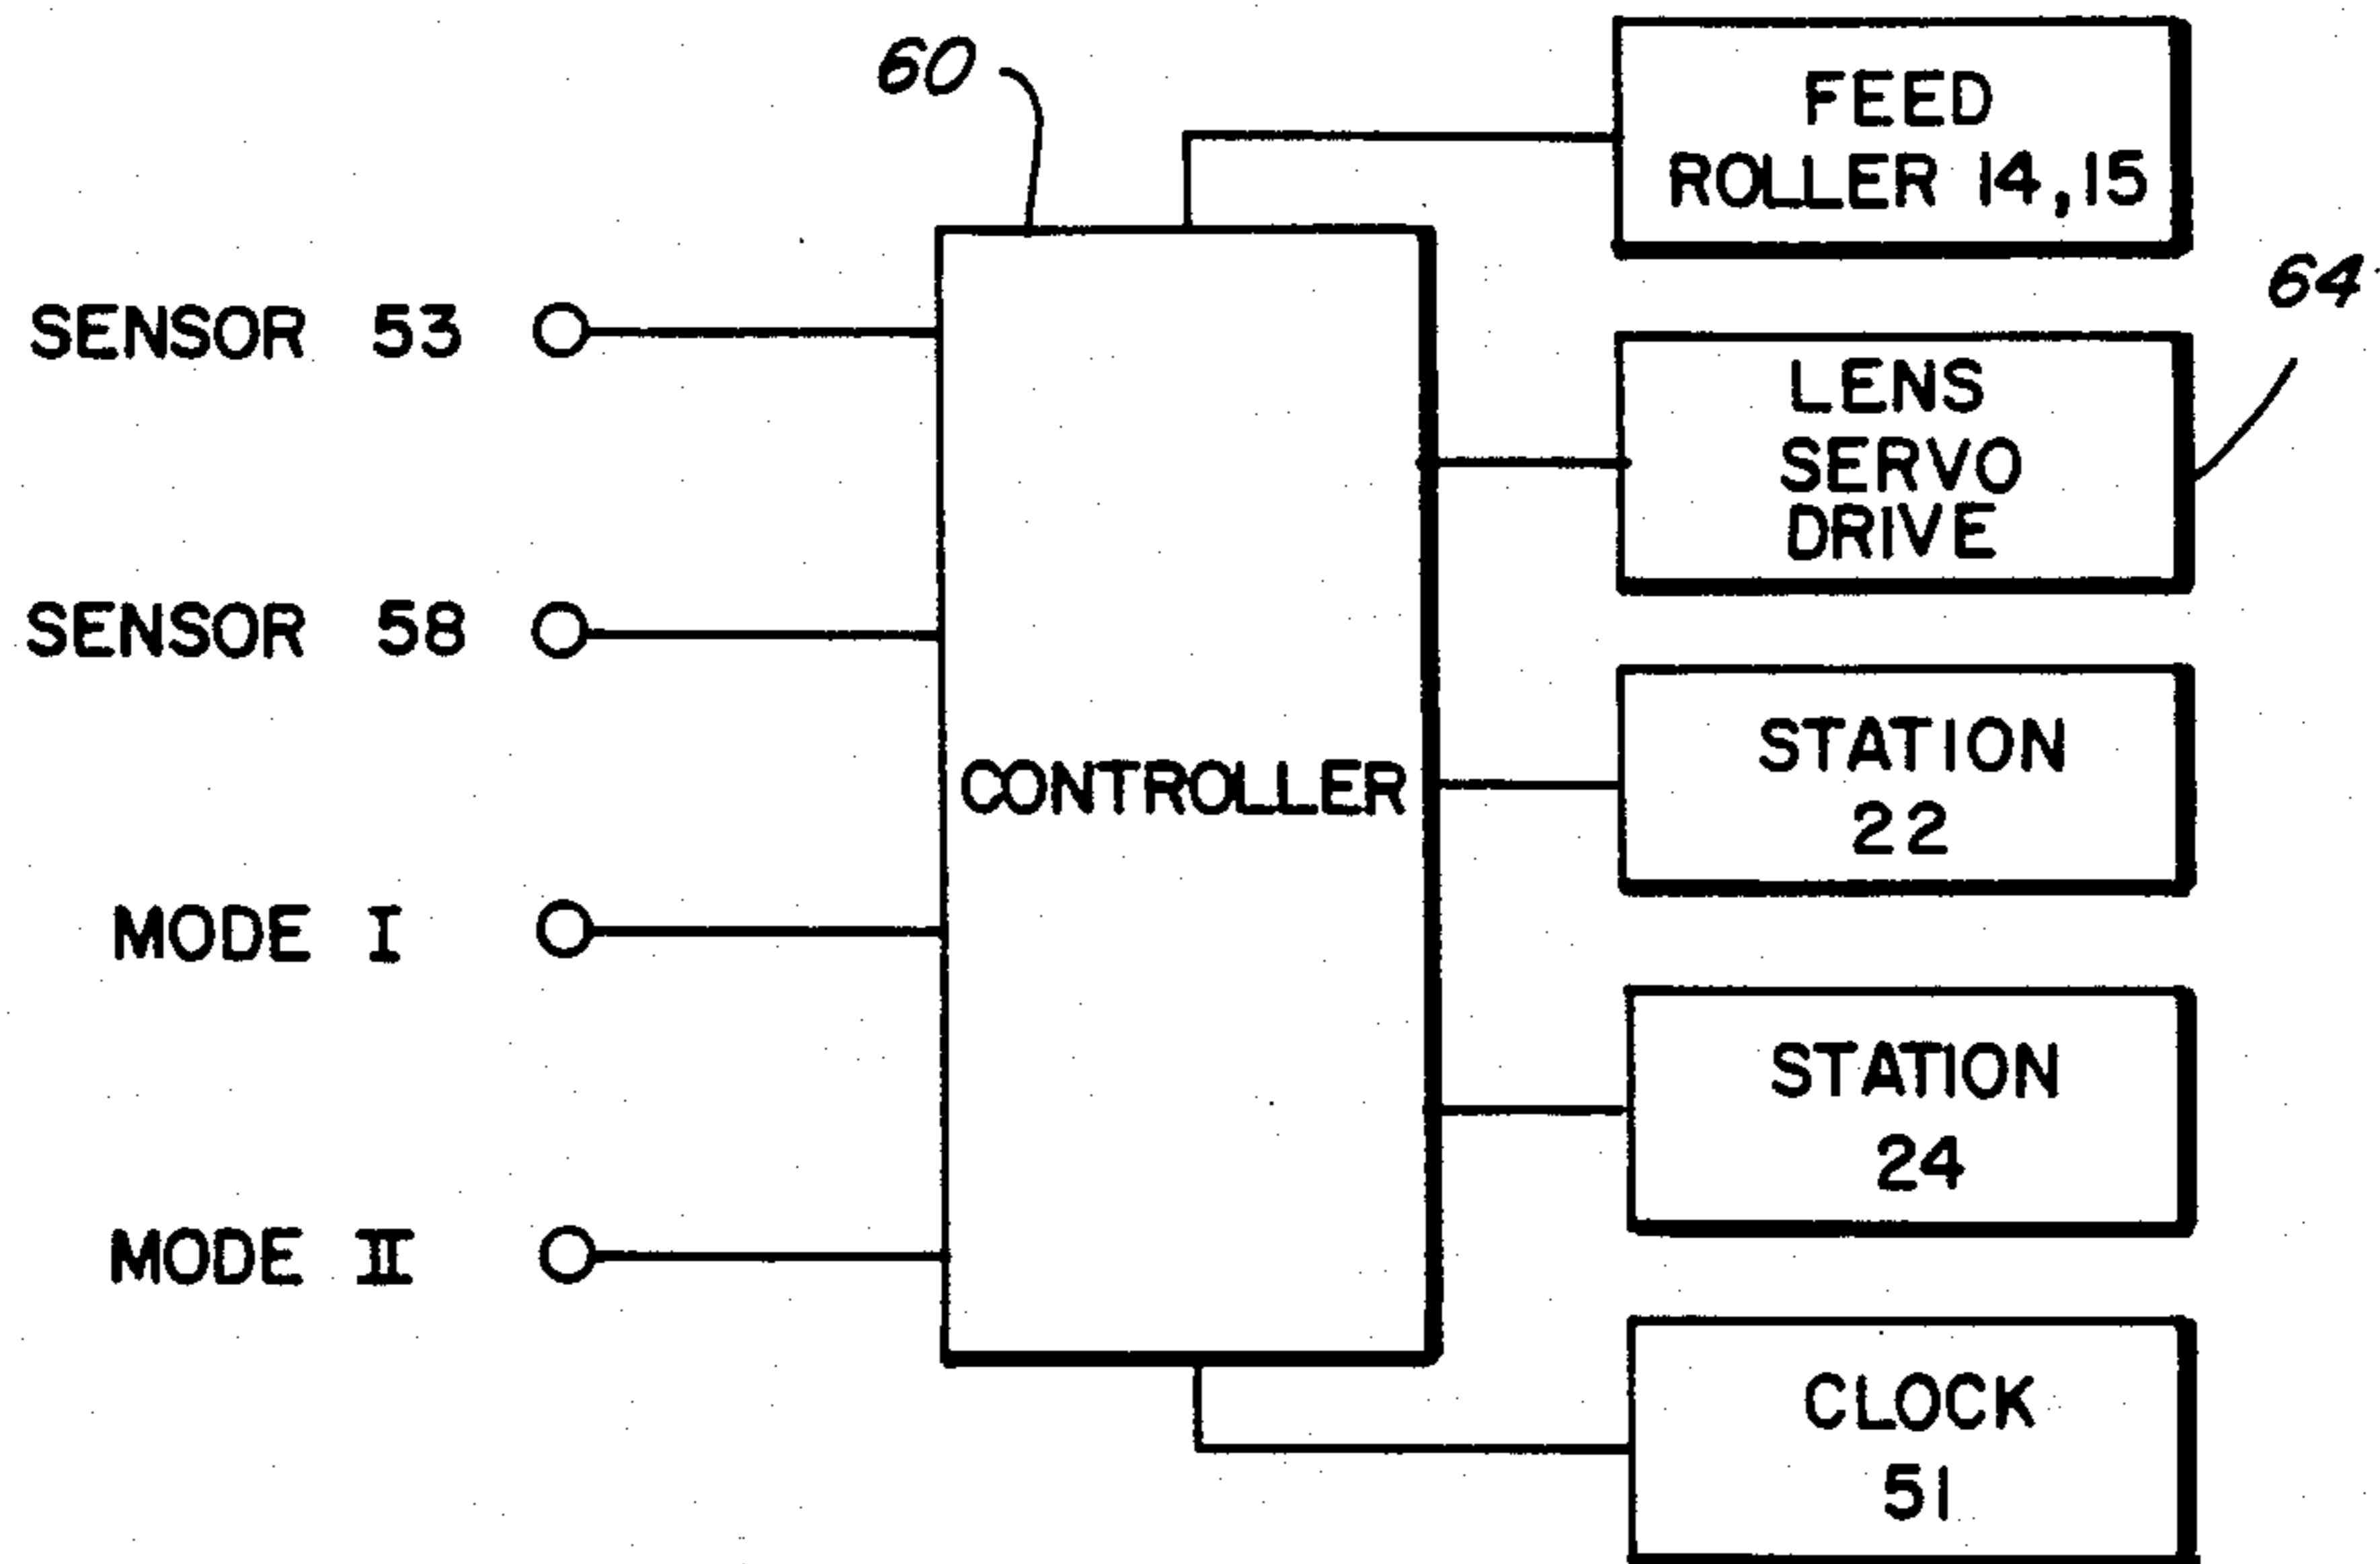 60
FEED
ROLLER 14,15
64
SENSOR 53
LENS
SERVO
DRIVE
SENSOR 58
STATION
22
CONTROLLER
MODE I
STATION
24
MODE II
CLOCK
51